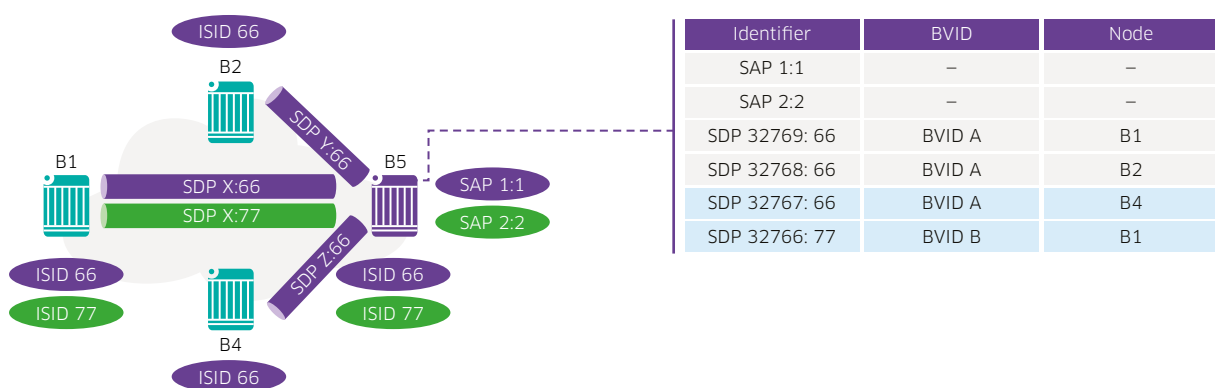 ISID 66
B2
SDP Y:66
B1
SDP X:66
SDP X:77
B5
SAP 1:1
SAP 2:2
SDP Z:66
ISID 66
ISID 77
ISID 66
ISID 77
B4
ISID 66
Identifier BVID Node
SAP 1:1 – –
SAP 2:2 – –
SDP 32769: 66 BVID A B1
SDP 32768: 66 BVID A B2
SDP 32767: 66 BVID A B4
SDP 32766: 77 BVID B B1